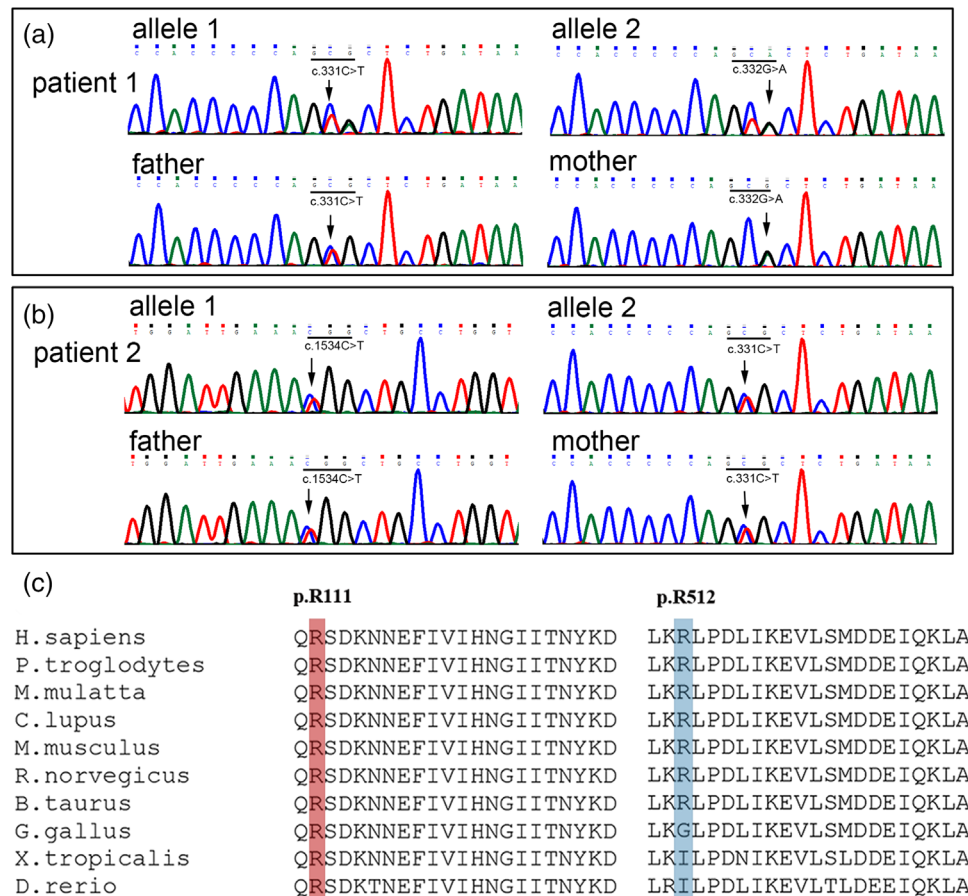 (a)
allele 1
allele 2
C C A C C C C C A G C G C T C T G A T A A
C C A C C C C C A G C A C T C T G A T A A
patient 1
c.331C>T
c.332G>A
father
mother
C C A C C C C C A G C G C T C T G A T A A
C C A C C C C C A G C G C T C T G A T A A
c.331C>T
c.332G>A
(b)
allele 1
allele 2
T G G A T T G A A A C G G C T G C C T G G T
C C A C C C C C A G C G C T C T G A T A A
patient 2
c.1534C>T
c.331C>T
father
mother
T G G A T T G A A A C G G C T G C C T G G T
C C A C C C C C A G C G C T C T G A T A A
c.1534C>T
c.331C>T
(c)
p.R111 p.R512
H.sapiens QRSDKNNEFIVIHNGIITNYKD LKRLPDLIKEVLSMDDEIQKLA
P.troglodytes QRSDKNNEFIVIHNGIITNYKD LKRLPDLIKEVLSMDDEIQKLA
M.mulatta QRSDKNNEFIVIHNGIITNYKD LKRLPDLIKEVLSMDDEIQKLA
C.lupus QRSDKNNEFIVIHNGIITNYKD LKRLPDLIKEVLSMDDEIQKLA
M.musculus QRSDKNNEFIVIHNGIITNYKD LKRLPDLIKEVLSMDDEIQKLA
R.norvegicus QRSDKNNEFIVIHNGIITNYKD LKRLPDLIKEVLSMDDEIQKLA
B.taurus QRSDKNNEFIVIHNGIITNYKD LKRLPDLIKEVLSMDDEIQKLA
G.gallus QRSDKNNEFIVIHNGIITNYKD LKGLPDLIKEVLSMDDEIQKLA
X.tropicalis QRSDKNNEFIVIHNGIITNYKD LKILPDNIKEVLSLDDEIQKLA
D.rerio QRSDKTNEFIVIHNGIITNYKD LRILPDLIKEVLTLDDEIQKLA